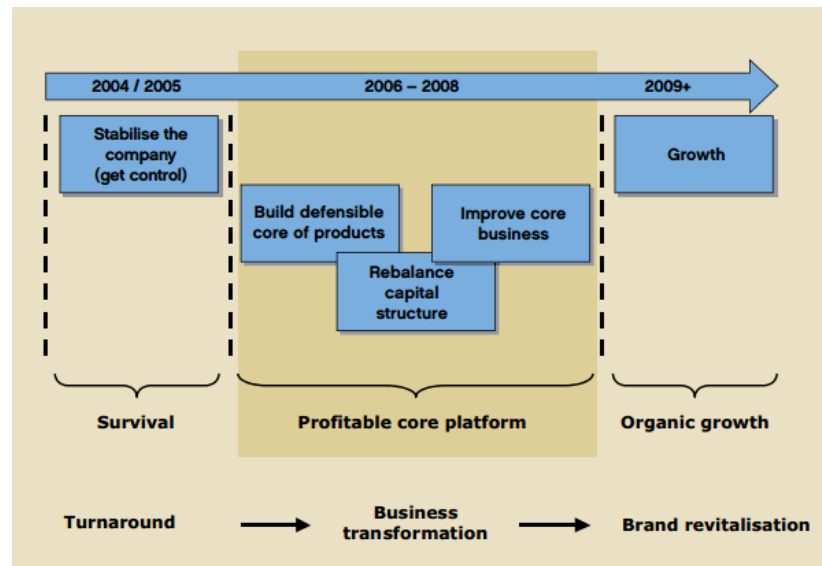 2004 / 2005
2006 – 2008
2009+
Stabilise the
company
(get control)
Build defensible
core of products
Rebalance
capital
structure
Improve core
business
Growth
Survival
Profitable core platform
Organic growth
Turnaround
Business
transformation
Brand revitalisation